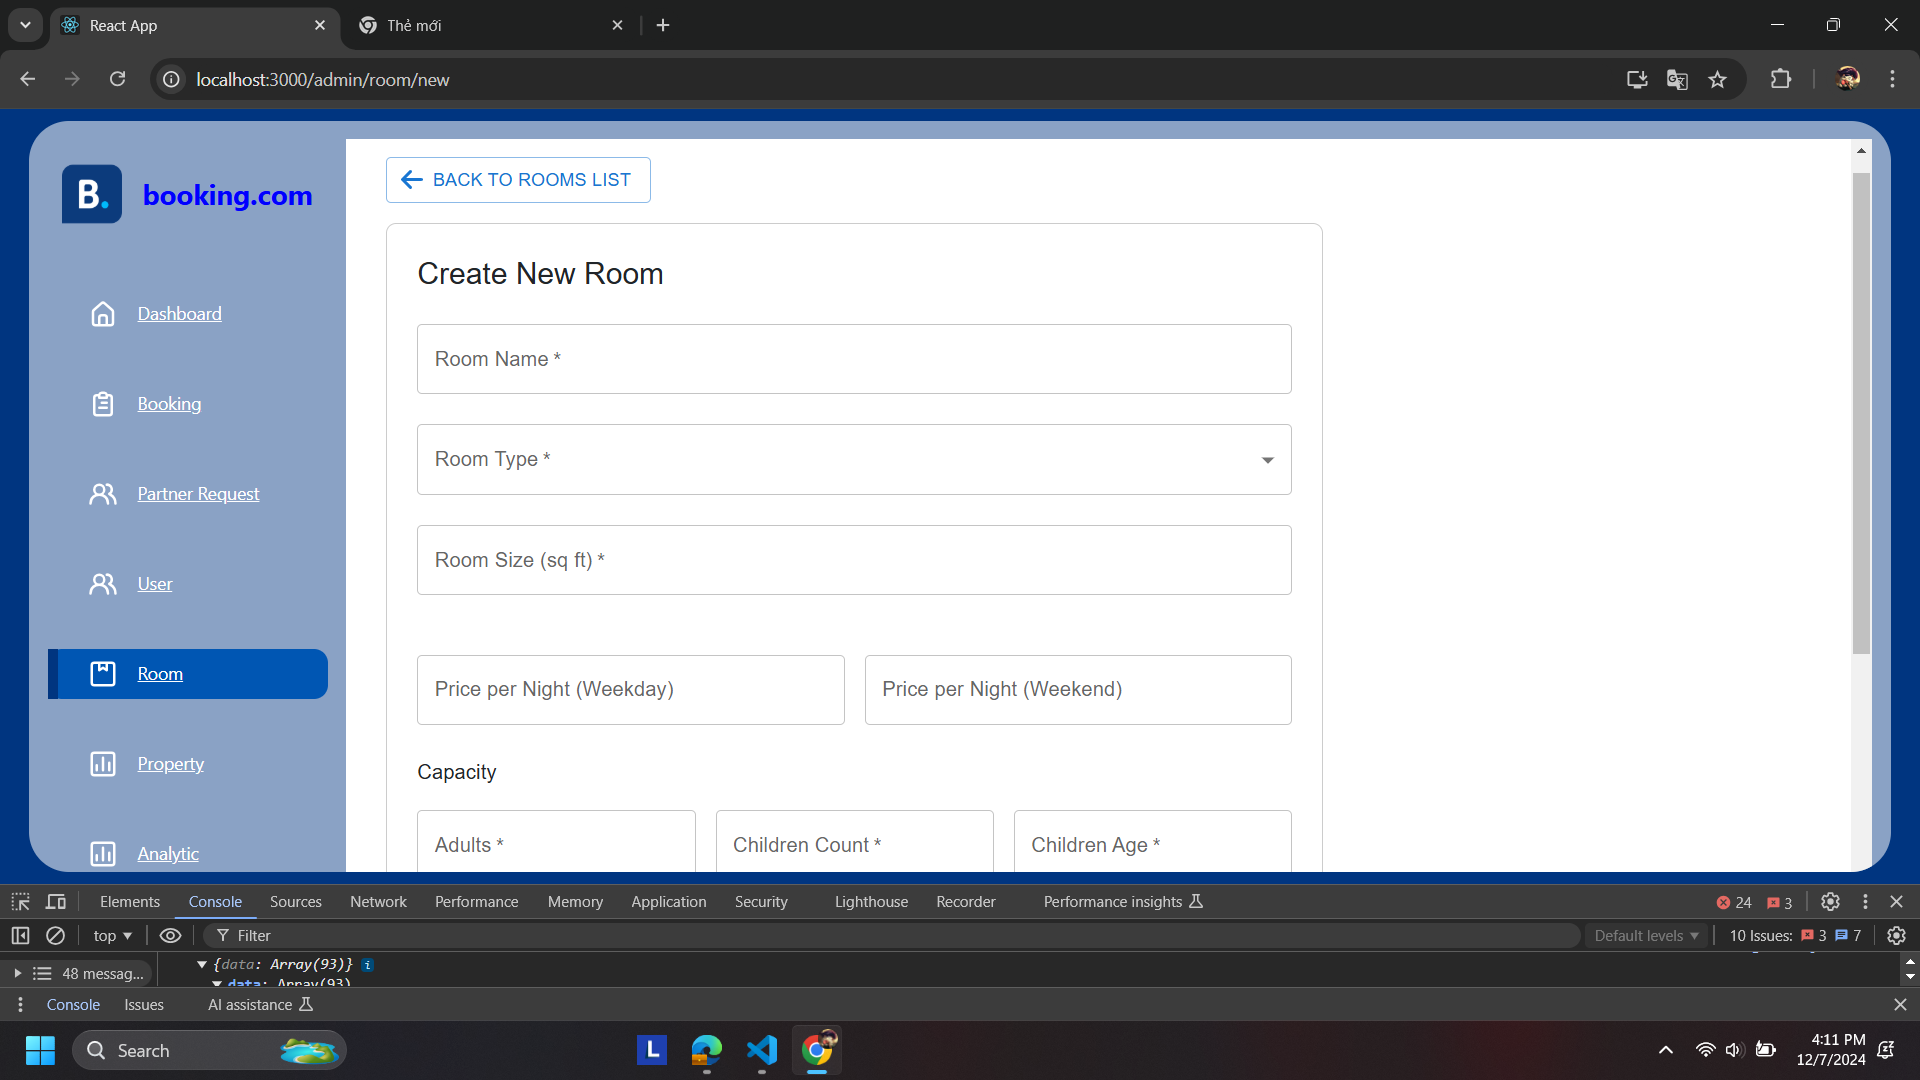 React App
Thẻ mới
localhost:3000/admin/room/new
B.
booking.com
Dashboard
Booking
Partner Request
User
Room
Property
Analytic
BACK TO ROOMS LIST
Create New Room
Room Name *
Room Type *
Room Size (sq ft) *
Price per Night (Weekday)
Price per Night (Weekend)
Capacity
Adults *
Children Count *
Children Age *
Elements
Console
Sources
Network
Performance
Memory
Application
Security
Lighthouse
Recorder
Performance insights
24
3
top
Filter
Default levels
10 Issues:
3
7
48 messag...
{data: Array(93)}
data: Array(93)
Console
Issues
AI assistance
Search
L
4:11 PM
12/7/2024